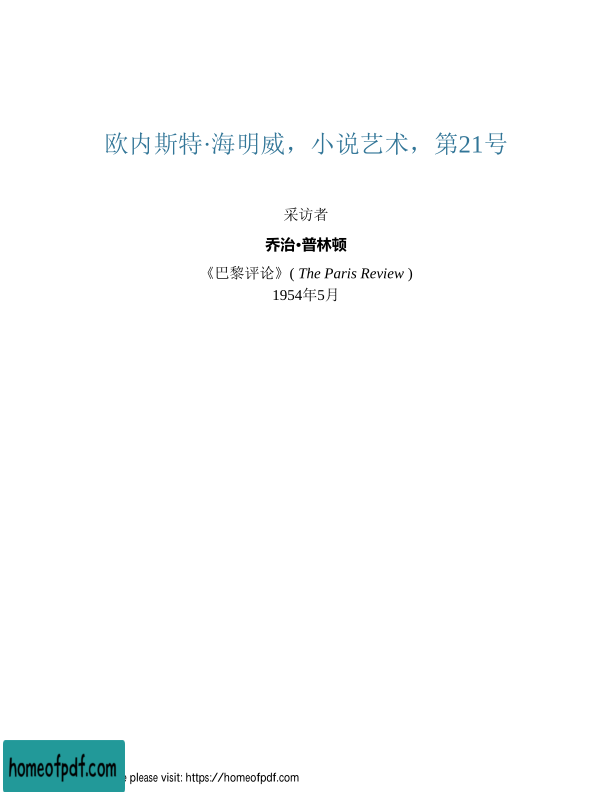 欧内斯特·海明威，小说艺术，第21号
采访者
乔治•普林顿
《巴黎评论》( The Paris Review )
1954年5月
homeofpdf.com
please visit: https://homeofpdf.com